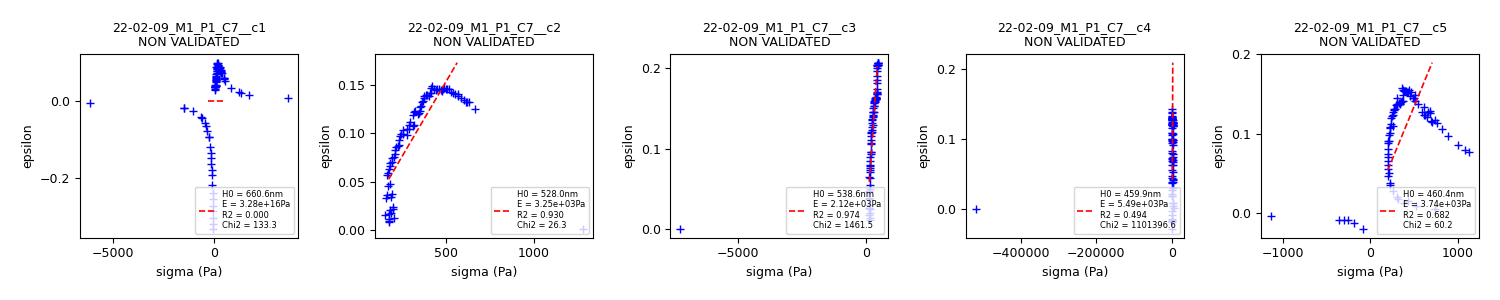 22-02-09_M1_P1_C7__c1
NON VALIDATED
epsilon
0.0
−0.2
−5000
0
sigma (Pa)
H0 = 660.6nm
E = 3.28e+16Pa
R2 = 0.000
Chi2 = 133.3
22-02-09_M1_P1_C7__c2
NON VALIDATED
epsilon
0.15
0.10
0.05
0.00
500
1000
sigma (Pa)
H0 = 528.0nm
E = 3.25e+03Pa
R2 = 0.930
Chi2 = 26.3
22-02-09_M1_P1_C7__c3
NON VALIDATED
epsilon
0.2
0.1
0.0
−5000
0
sigma (Pa)
H0 = 538.6nm
E = 2.12e+03Pa
R2 = 0.974
Chi2 = 1461.5
22-02-09_M1_P1_C7__c4
NON VALIDATED
epsilon
0.2
0.1
0.0
−400000
−200000
0
sigma (Pa)
H0 = 459.9nm
E = 5.49e+03Pa
R2 = 0.494
Chi2 = 1101396.6
22-02-09_M1_P1_C7__c5
NON VALIDATED
epsilon
0.2
0.1
0.0
−1000
0
1000
sigma (Pa)
H0 = 460.4nm
E = 3.74e+03Pa
R2 = 0.682
Chi2 = 60.2